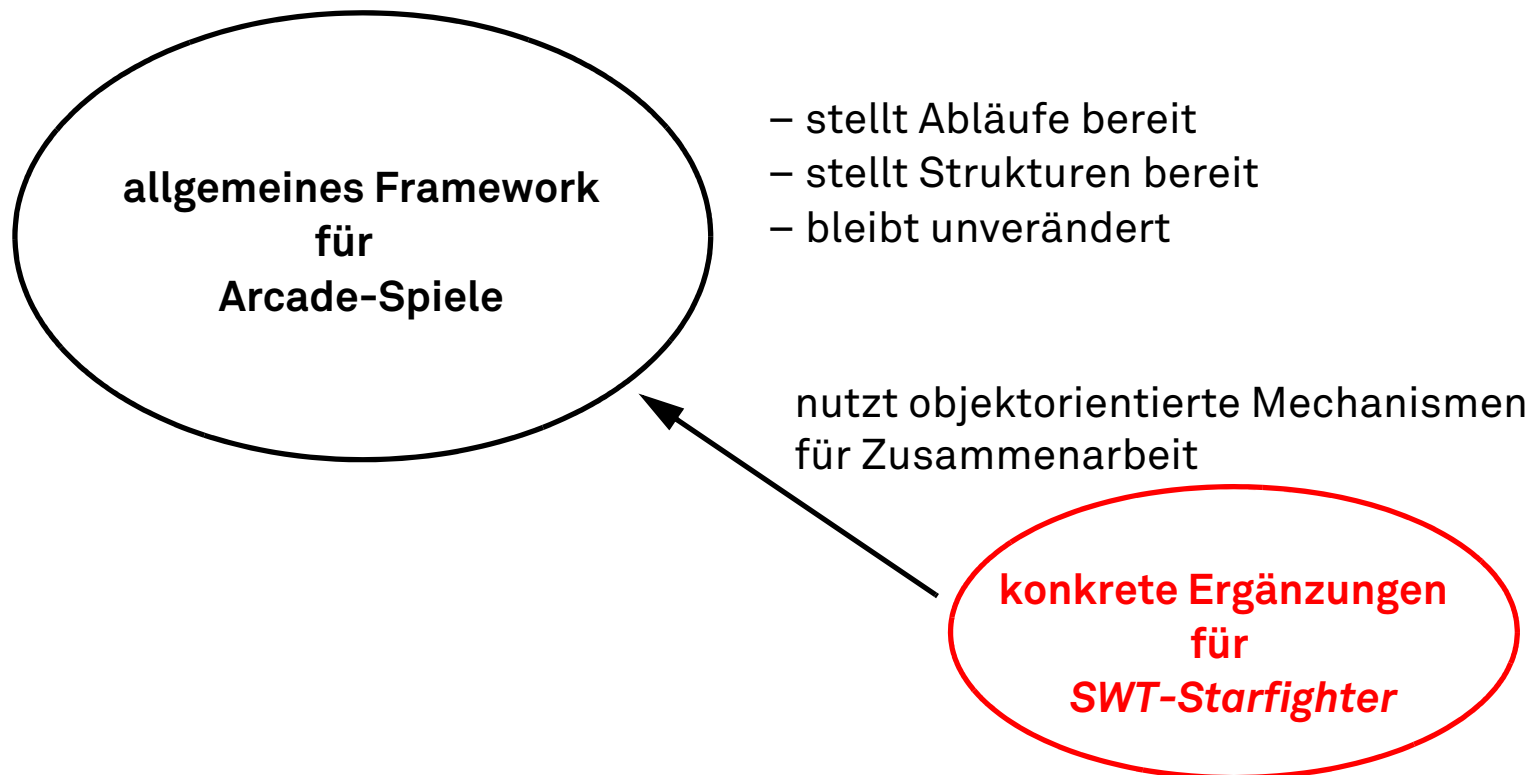 allgemeines Framework
für
Arcade-Spiele
– stellt Abläufe bereit
– stellt Strukturen bereit
– bleibt unverändert
nutzt objektorientierte Mechanismen
für Zusammenarbeit
konkrete Ergänzungen
für
SWT-Starfighter